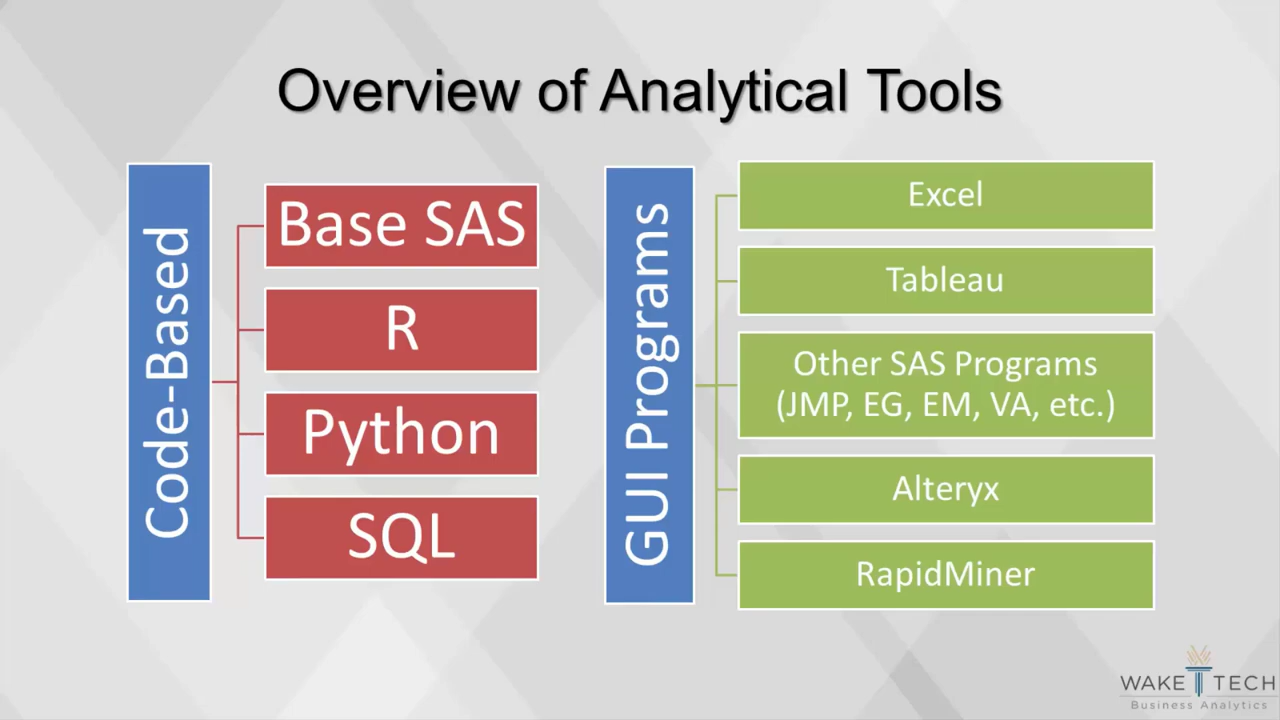 Overview of Analytical Tools
Code-Based
Base SAS
R
Python
SQL
GUI Programs
Excel
Tableau
Other SAS Programs
(JMP, EG, EM, VA, etc.)
Alteryx
RapidMiner
WAKE TECH
Business Analytics